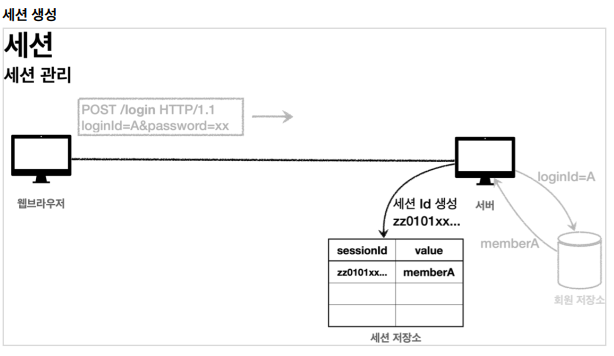 세션 생성
세션
세션 관리
POST /login HTTP/1.1
loginId=A&password=xx
웹브라우저
서버
loginId=A
memberA
회원 저장소
세션 Id 생성
zz0101xx...
sessionId value
zz0101xx... memberA
세션 저장소